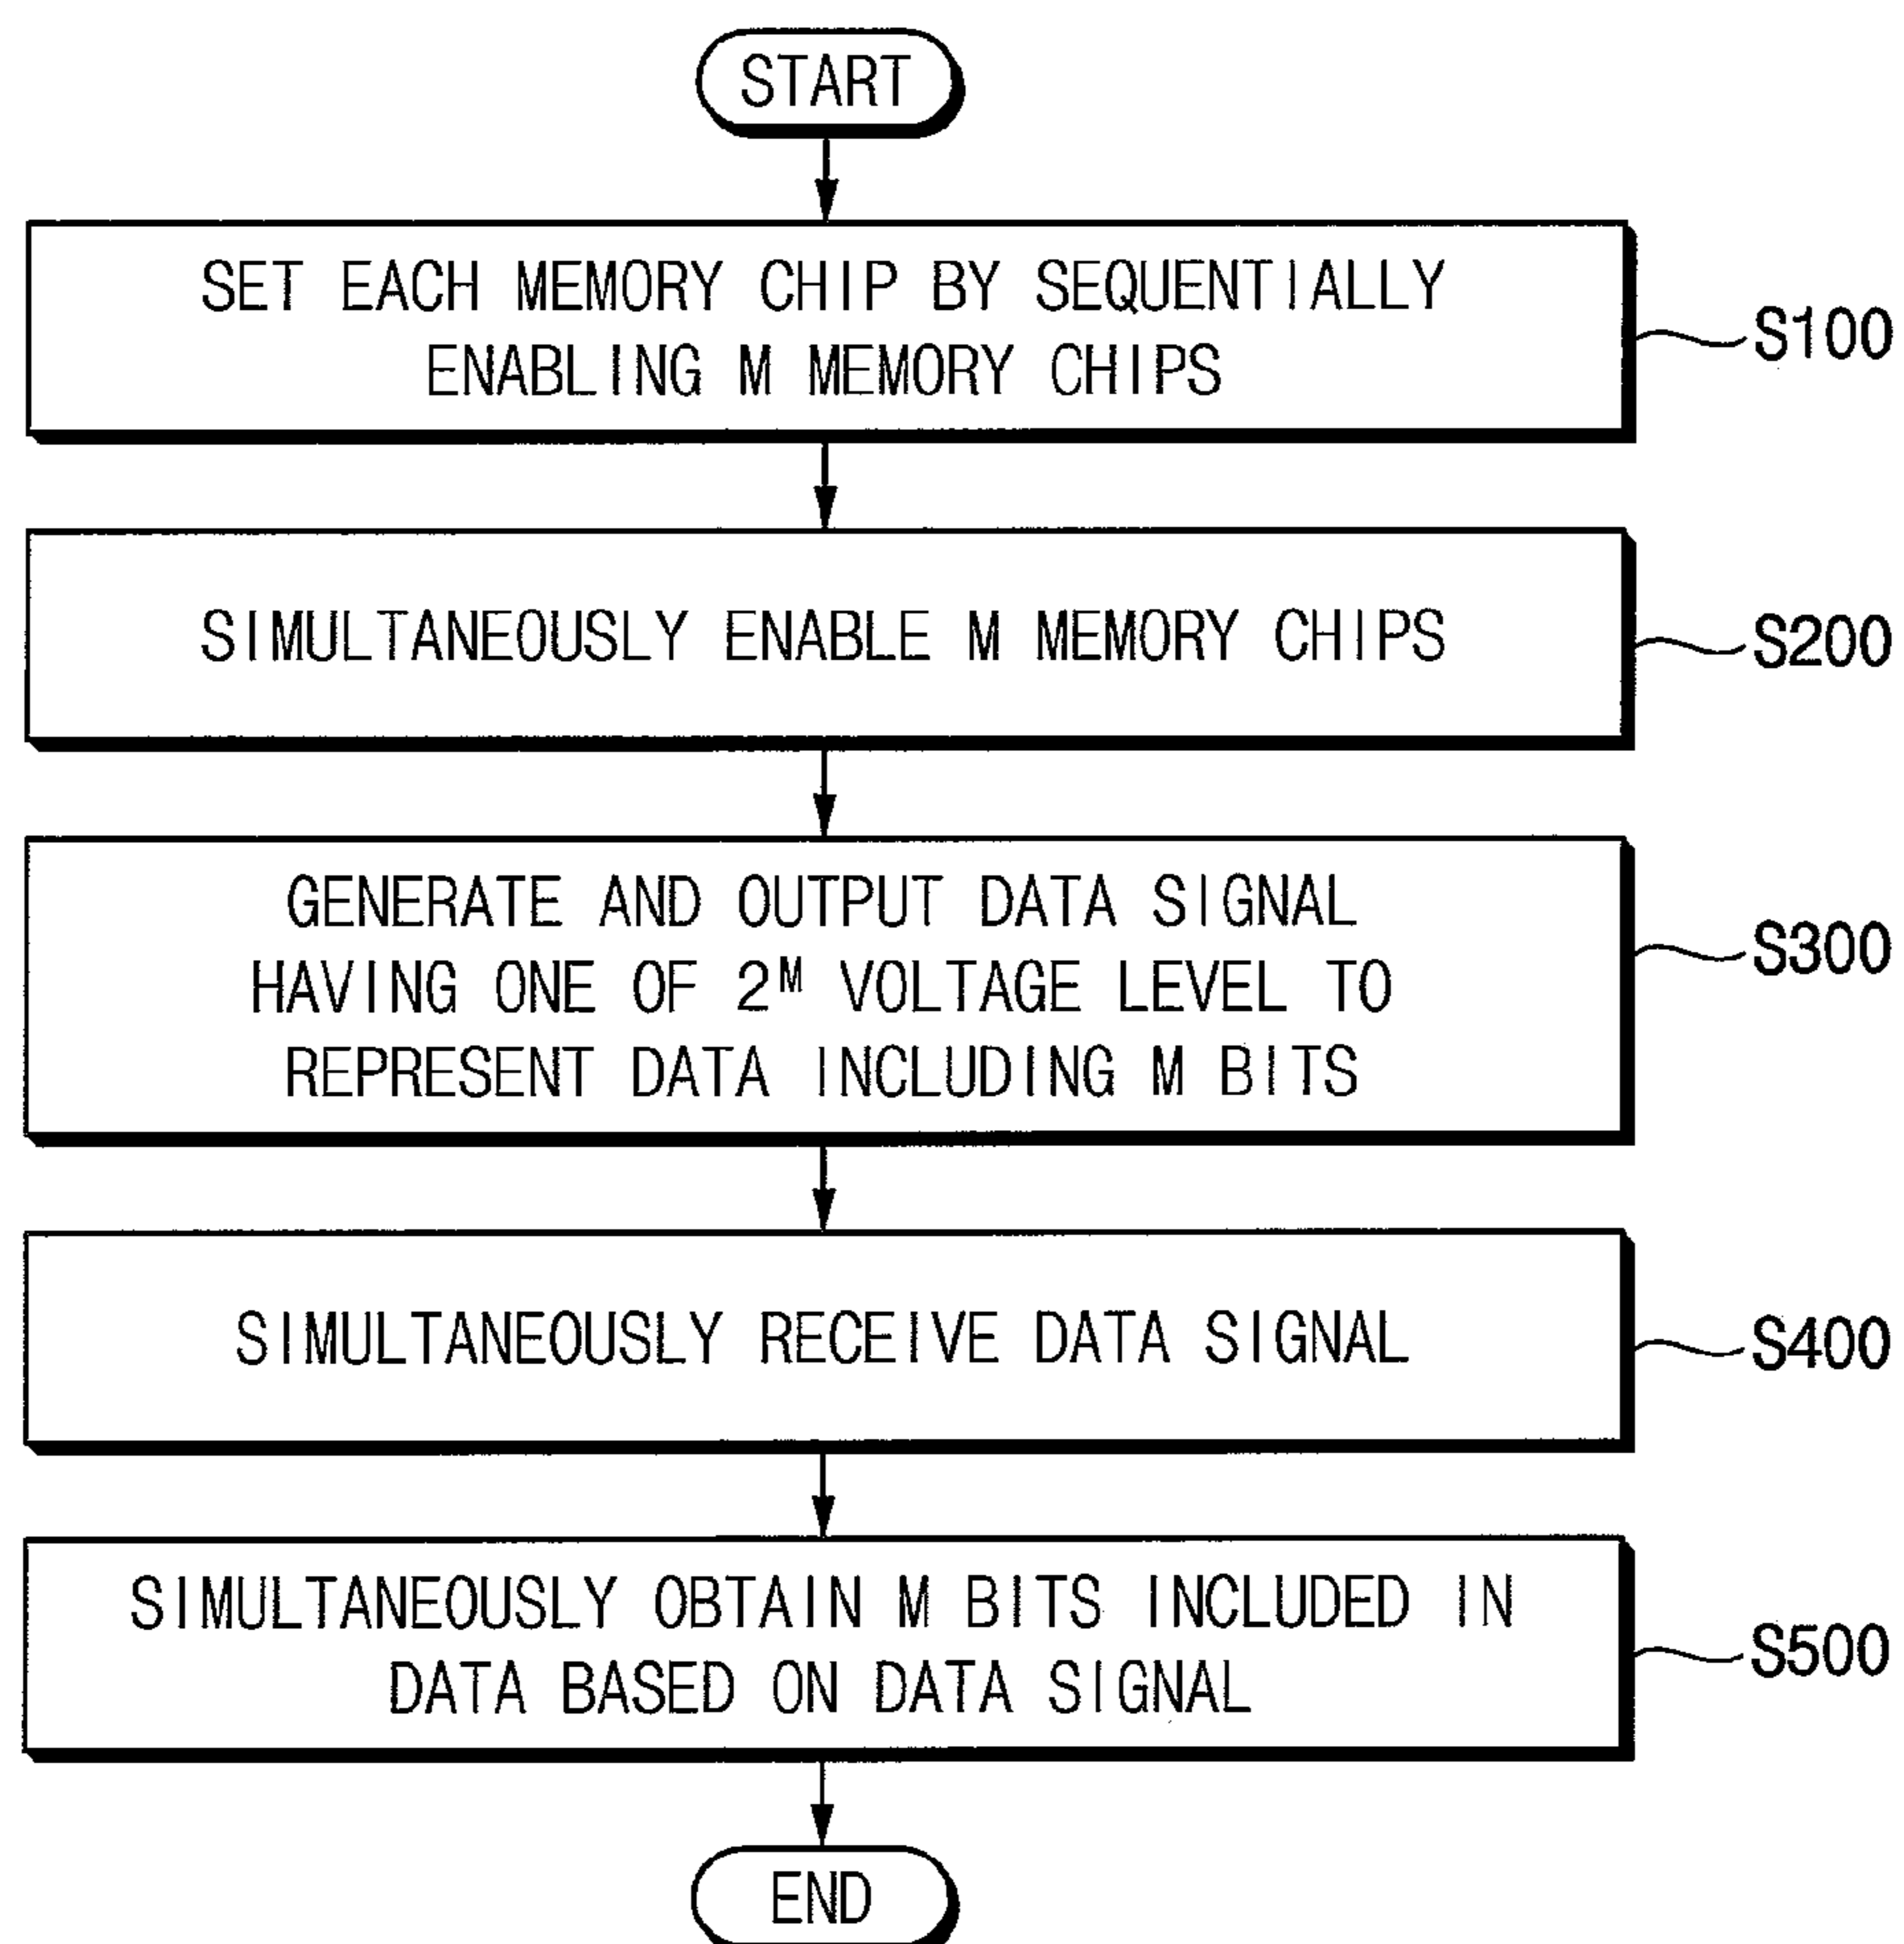 START
SET EACH MEMORY CHIP BY SEQUENTIALLY
ENABLING M MEMORY CHIPS
S100
SIMULTANEOUSLY ENABLE M MEMORY CHIPS
S200
GENERATE AND OUTPUT DATA SIGNAL
HAVING ONE OF 2ᴹ VOLTAGE LEVEL TO
REPRESENT DATA INCLUDING M BITS
S300
SIMULTANEOUSLY RECEIVE DATA SIGNAL
S400
SIMULTANEOUSLY OBTAIN M BITS INCLUDED IN
DATA BASED ON DATA SIGNAL
S500
END